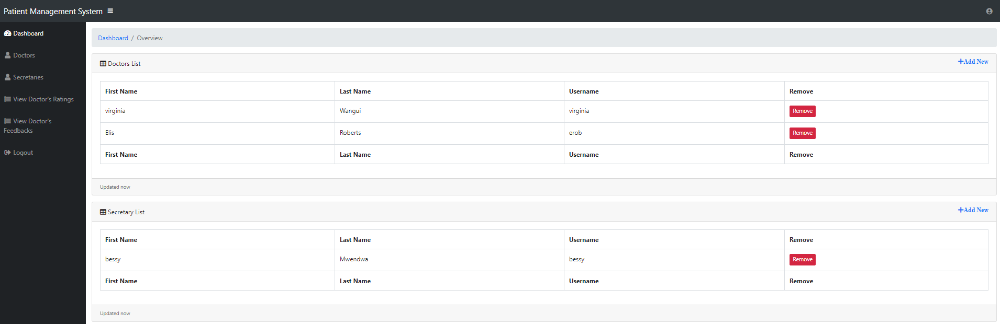 Patient Management System
Dashboard
Doctors
Secretaries
View Doctor's Ratings
View Doctor's
Feedbacks
Logout
Dashboard / Overview
Doctors List
+Add New
First Name Last Name Username Remove
virginia Wangui virginia Remove
Elis Roberts erob Remove
First Name Last Name Username Remove
Updated now
Secretary List
+Add New
First Name Last Name Username Remove
bessy Mwendwa bessy Remove
First Name Last Name Username Remove
Updated now